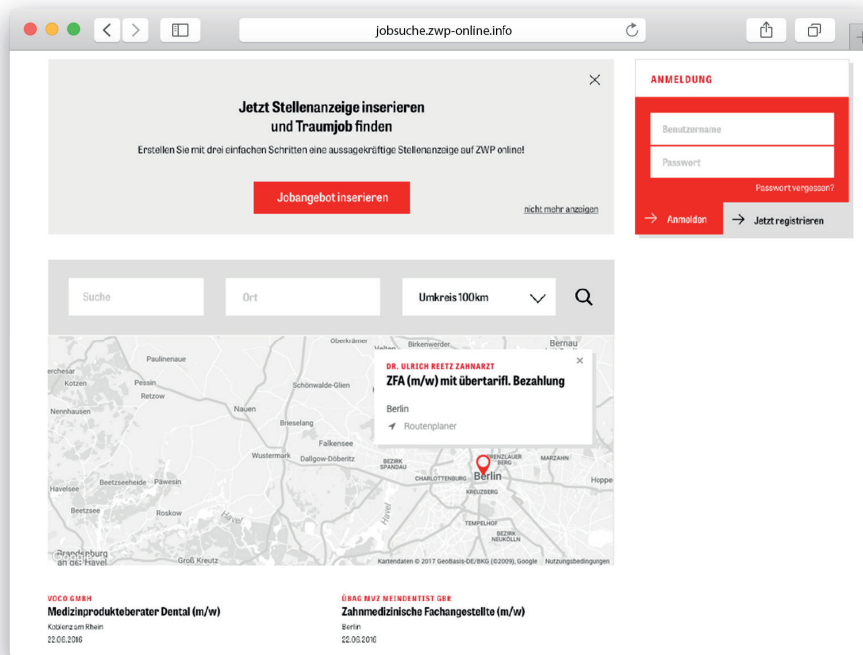 jobsuche.zwp-online.info
Jetzt Stellenanzeige inserieren
und Traumjob finden
Erstellen Sie mit drei einfachen Schritten eine aussagekräftige Stellenanzeige auf ZWP online!
Jobangebot inserieren
nicht mehr anzeigen
ANMELDUNG
Benutzername
Passwort
Passwort vergessen?
Anmelden
Jetzt registrieren
Suche
Ort
Umkreis 100km
Oberkrämer
Birkenwerder
Bernau
Paulinenaue
Kotzen
Pessin
Retzow
Schönwalde-Glien
Nennhausen
Nauen
Brieselang
Falkensee
Wustermark
Dallgow-Döberitz
DR. ULRICH REETZ ZAHNARZT
ZFA (m/w) mit übertarifl. Bezahlung
Berlin
Routenplaner
BEZIRK
SPANDAU
BERG
MARZAHN
CHARLOTTENBURG
Berlin
Hoppe
KREUZBERG
Havelsee
Beetzseeheide
Päwesin
Beetzsee
Roskow
Havel
Havel
TEMPELHOF
BEZIRK
NEUKÖLLN
Brandenburg
an der Havel
Groß Kreutz
Kartendaten © 2017 GeoBasis-DE/BKG (©2009), Google
Nutzungsbedingungen
VOCO GMBH
Medizinprodukteberater Dental (m/w)
Koblenz am Rhein
22.06.2016
ÜBAG MVZ MEINDENTIST GBR
Zahnmedizinische Fachangestellte (m/w)
Berlin
22.06.2016